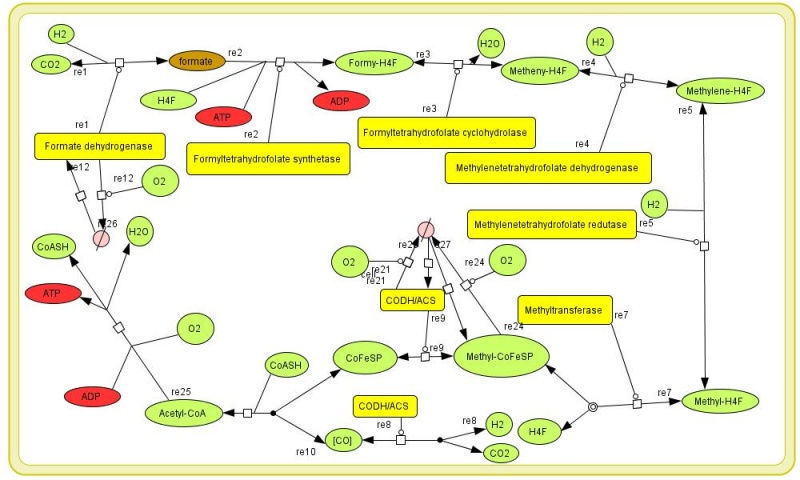 H2
CO2
re1
formate
re2
Formy-H4F
re3
H2O
Metheny-H4F
H2
re4
Methylene-H4F
re5
H4F
ATP
ADP
re1
re2
re3
re4
Formate dehydrogenase
Formyltetrahydrofolate synthetase
Formyltetrahydrofolate cyclohydrolase
Methylenetetrahydrofolate dehydrogenase
re12
re12
O2
H2
Methylenetetrahydrofolate redutase
re5
H2O
CoASH
ATP
O2
re21
re21
re27
re24
O2
CODH/ACS
re9
re24
Methyltransferase
re7
O2
re9
CoFeSP
Methyl-CoFeSP
CoASH
ADP
re25
Acetyl-CoA
CODH/ACS
re8
re10
[CO]
re8
H2
CO2
H4F
re7
Methyl-H4F